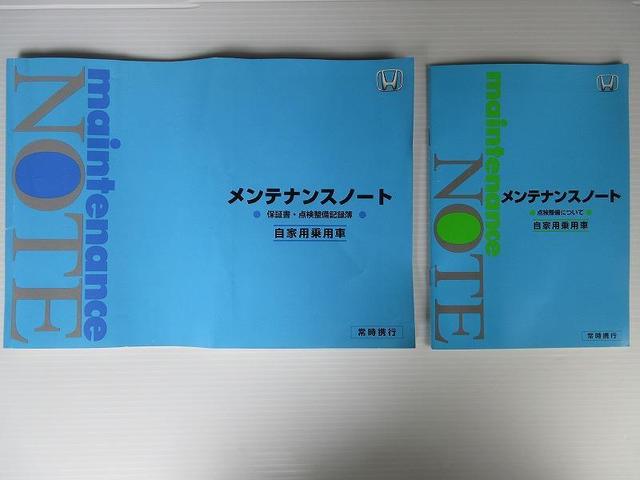 maintenance
NOTE
メンテナンスノート
保証書・点検整備記録簿
自家用乗用車
常時携行
maintenance
NOTE
メンテナンスノート
点検整備について
自家用乗用車
常時携行